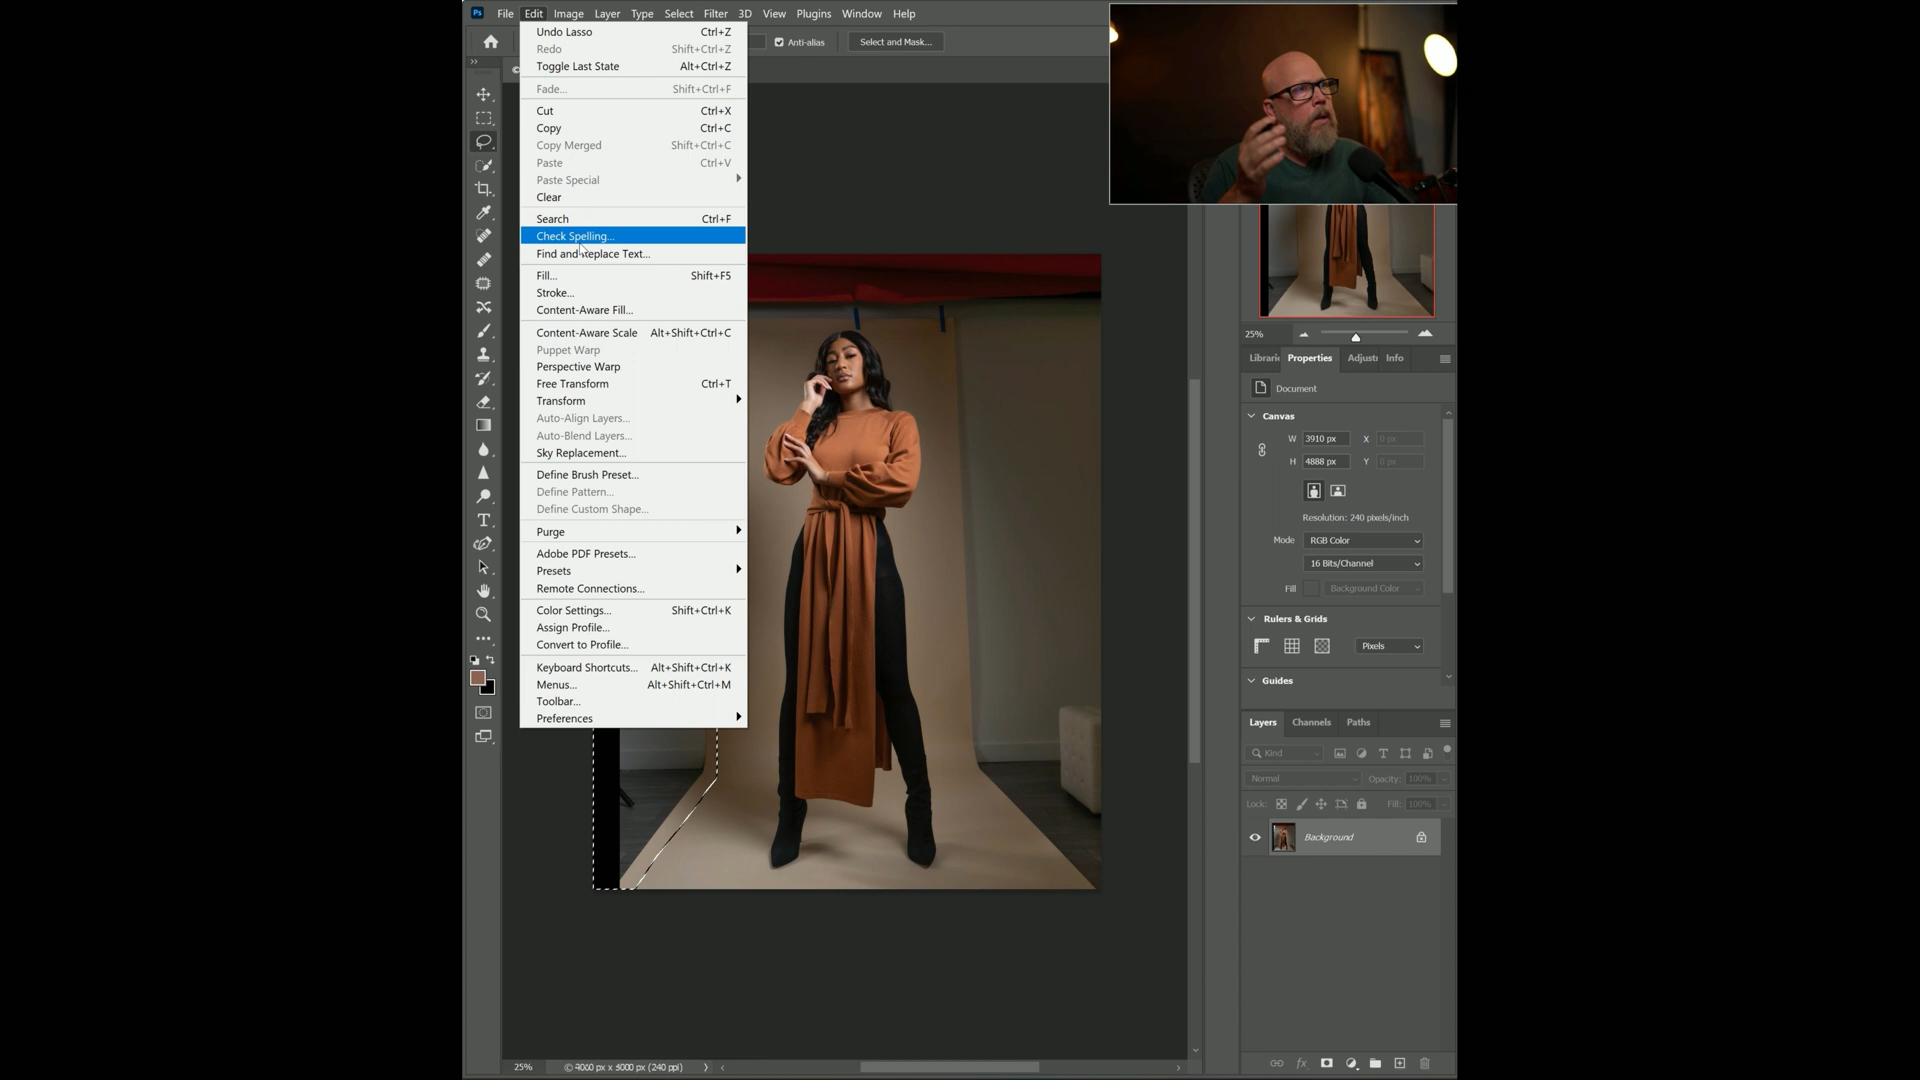 Ps File Edit Image Layer Type Select Filter 3D View Plugins Window Help
Anti-alias Select and Mask...
Undo Lasso Ctrl+Z
Redo Shift+Ctrl+Z
Toggle Last State Alt+Ctrl+Z
Fade... Shift+Ctrl+F
Cut Ctrl+X
Copy Ctrl+C
Copy Merged Shift+Ctrl+C
Paste Ctrl+V
Paste Special
Clear
Search Ctrl+F
Check Spelling...
Find and Replace Text...
Fill... Shift+F5
Stroke...
Content-Aware Fill...
Content-Aware Scale Alt+Shift+Ctrl+C
Puppet Warp
Perspective Warp
Free Transform Ctrl+T
Transform
Auto-Align Layers...
Auto-Blend Layers...
Sky Replacement...
Define Brush Preset...
Define Pattern...
Define Custom Shape...
Purge
Adobe PDF Presets...
Presets
Remote Connections...
Color Settings... Shift+Ctrl+K
Assign Profile...
Convert to Profile...
Keyboard Shortcuts... Alt+Shift+Ctrl+K
Menus... Alt+Shift+Ctrl+M
Toolbar...
Preferences
25%
Librari Properties Adjustr Info
Document
Canvas
W 3910 px X 0 px
H 4888 px Y 0 px
Resolution: 240 pixels/inch
Mode RGB Color
16 Bits/Channel
Fill Background Color
Rulers & Grids
Pixels
Guides
Layers Channels Paths
Kind
Normal Opacity: 100%
Lock: Fill: 100%
Background
25% (240 ppi)